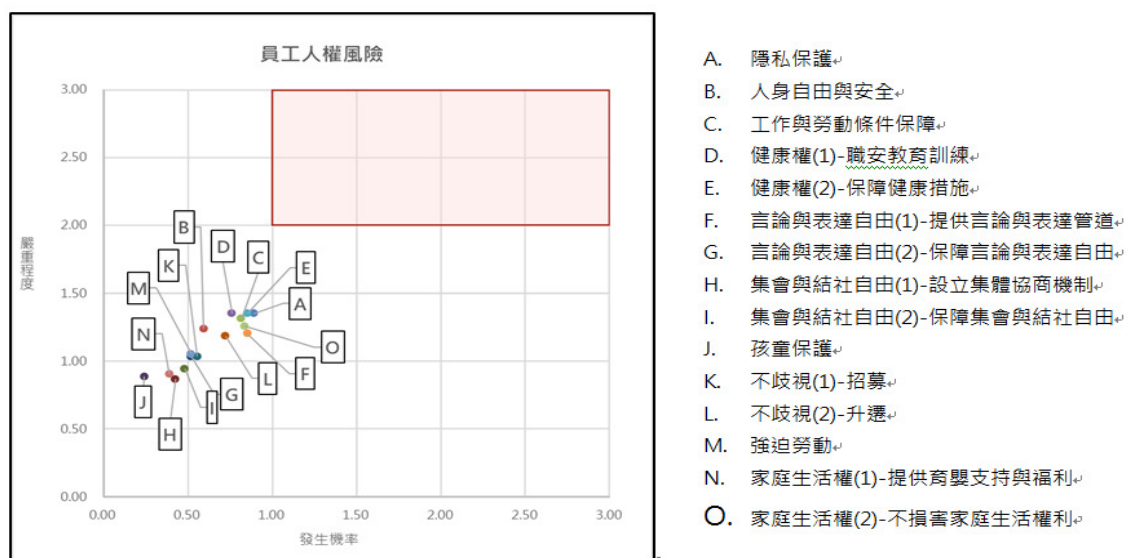 員工人權風險
3.00
2.50
2.00
1.50
1.00
0.50
0.00
嚴重程度
0.00 0.50 1.00 1.50 2.00 2.50 3.00
發生機率
B
D
C
K
E
M
A
N
O
L
F
J
I
G
H
A. 隱私保護
B. 人身自由與安全
C. 工作與勞動條件保障
D. 健康權(1)-職安教育訓練
E. 健康權(2)-保障健康措施
F. 言論與表達自由(1)-提供言論與表達管道
G. 言論與表達自由(2)-保障言論與表達自由
H. 集會與結社自由(1)-設立集體協商機制
I. 集會與結社自由(2)-保障集會與結社自由
J. 孩童保護
K. 不歧視(1)-招募
L. 不歧視(2)-升遷
M. 強迫勞動
N. 家庭生活權(1)-提供育嬰支持與福利
O. 家庭生活權(2)-不損害家庭生活權利